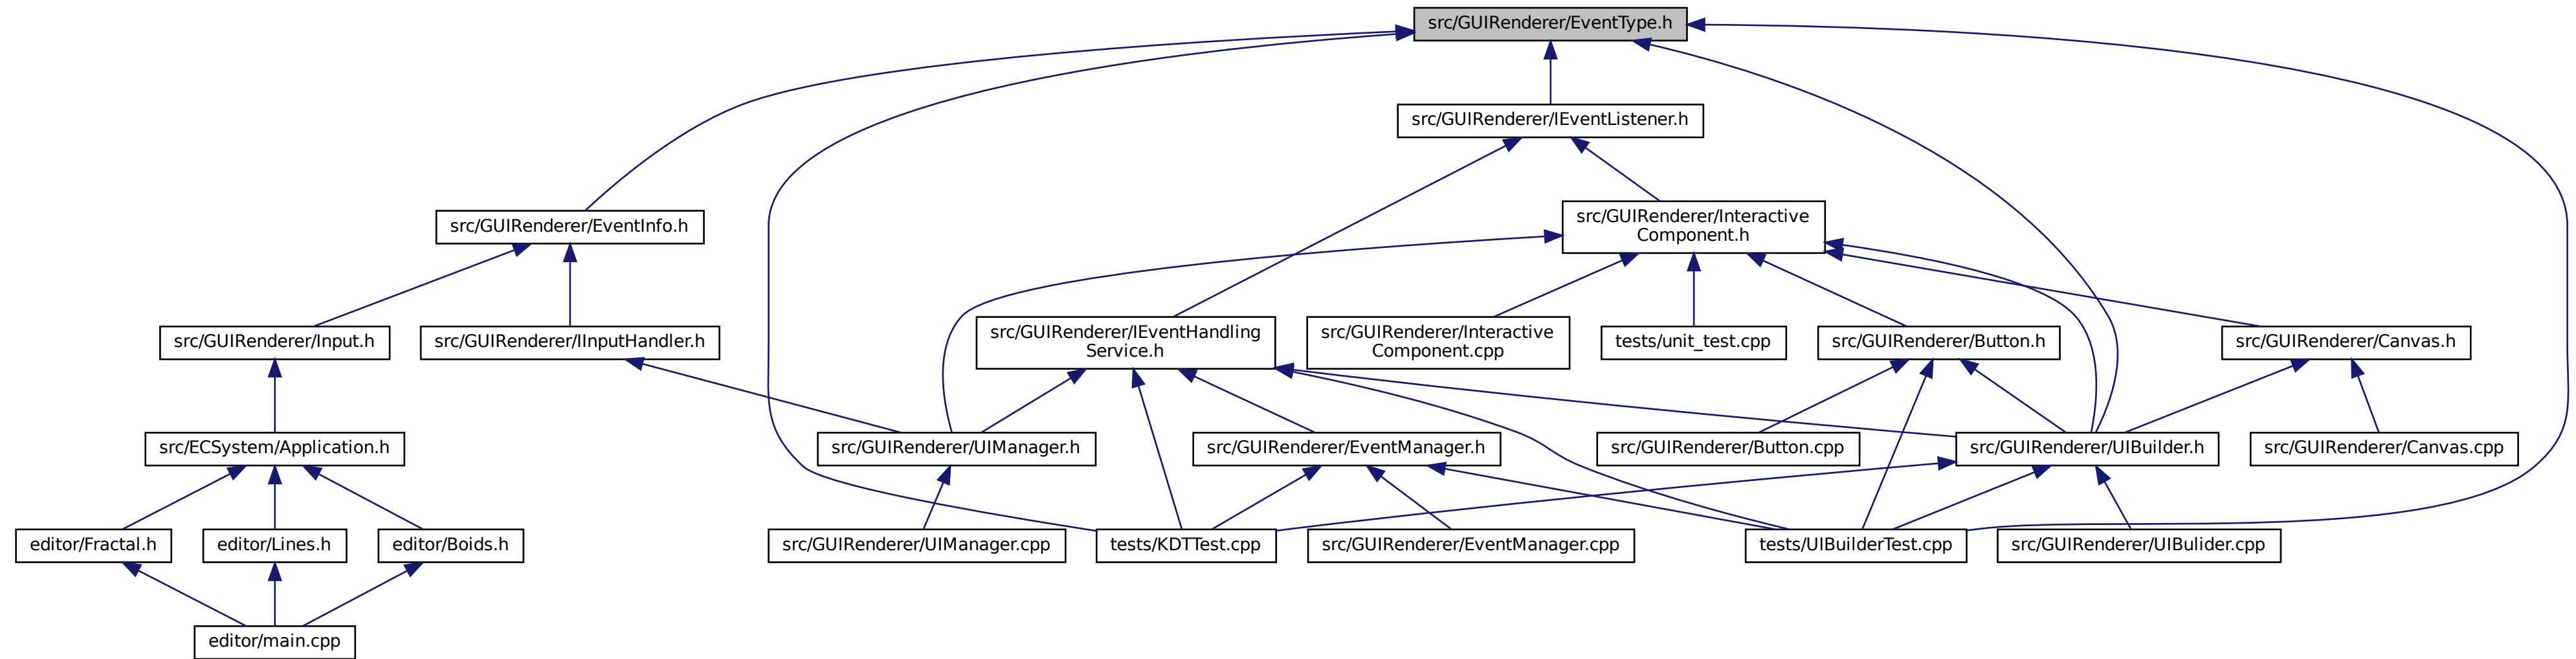 src/GUIRenderer/EventType.h
src/GUIRenderer/IEventListener.h
src/GUIRenderer/EventInfo.h
src/GUIRenderer/Interactive
Component.h
src/GUIRenderer/Input.h
src/GUIRenderer/IInputHandler.h
src/GUIRenderer/IEventHandling
Service.h
src/GUIRenderer/Interactive
Component.cpp
tests/unit_test.cpp
src/GUIRenderer/Button.h
src/GUIRenderer/Canvas.h
src/ECSystem/Application.h
src/GUIRenderer/UIManager.h
src/GUIRenderer/EventManager.h
src/GUIRenderer/Button.cpp
src/GUIRenderer/UIBuilder.h
src/GUIRenderer/Canvas.cpp
editor/Fractal.h
editor/Lines.h
editor/Boids.h
src/GUIRenderer/UIManager.cpp
tests/KDTTest.cpp
src/GUIRenderer/EventManager.cpp
tests/UIBuilderTest.cpp
src/GUIRenderer/UIBulider.cpp
editor/main.cpp